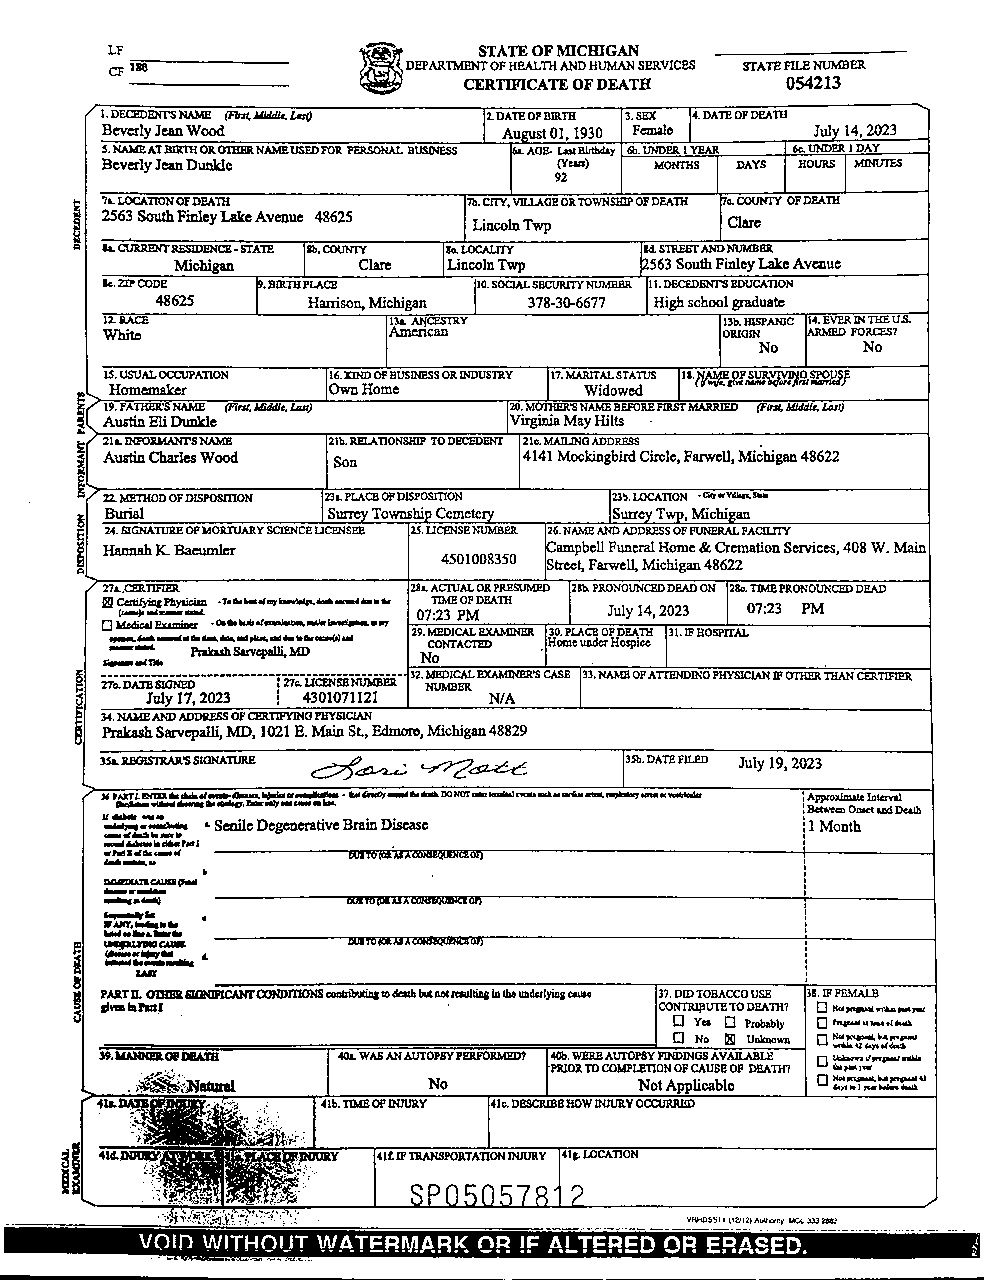 LF
CF 188
STATE OF MICHIGAN
DEPARTMENT OF HEALTH AND HUMAN SERVICES
CERTIFICATE OF DEATH
STATE FILE NUMBER
054213
DECEDENT
1. DECEDENT'S NAME (First, Middle, Last)
Beverly Jean Wood
2. DATE OF BIRTH
August 01, 1930
3. SEX
Female
4. DATE OF DEATH
July 14, 2023
5. NAME AT BIRTH OR OTHER NAME USED FOR PERSONAL BUSINESS
Beverly Jean Dunkle
6a. AGE- Last Birthday
(Years)
92
6b. UNDER 1 YEAR
MONTHS DAYS
6c. UNDER 1 DAY
HOURS MINUTES
7a. LOCATION OF DEATH
2563 South Finley Lake Avenue 48625
7b. CITY, VILLAGE OR TOWNSHIP OF DEATH
Lincoln Twp
7c. COUNTY OF DEATH
Clare
8a. CURRENT RESIDENCE - STATE
Michigan
8b. COUNTY
Clare
8c. LOCALITY
Lincoln Twp
8d. STREET AND NUMBER
2563 South Finley Lake Avenue
8e. ZIP CODE
48625
9. BIRTH PLACE
Harrison, Michigan
10. SOCIAL SECURITY NUMBER
378-30-6677
11. DECEDENT'S EDUCATION
High school graduate
12. RACE
White
13a. ANCESTRY
American
13b. HISPANIC
ORIGIN
No
14. EVER IN THE U.S.
ARMED FORCES?
No
15. USUAL OCCUPATION
Homemaker
16. KIND OF BUSINESS OR INDUSTRY
Own Home
17. MARITAL STATUS
Widowed
18. NAME OF SURVIVING SPOUSE
(If wife, give name before first married)
PARENTS
19. FATHER'S NAME (First, Middle, Last)
Austin Eli Dunkle
20. MOTHER'S NAME BEFORE FIRST MARRIED (First, Middle, Last)
Virginia May Hilts
INFORMANT
21a. INFORMANT'S NAME
Austin Charles Wood
21b. RELATIONSHIP TO DECEDENT
Son
21c. MAILING ADDRESS
4141 Mockingbird Circle, Farwell, Michigan 48622
DISPOSITION
22. METHOD OF DISPOSITION
Burial
23a. PLACE OF DISPOSITION
Surrey Township Cemetery
23b. LOCATION - City or Village, State
Surrey Twp, Michigan
24. SIGNATURE OF MORTUARY SCIENCE LICENSEE
Hannah K. Baeumler
25. LICENSE NUMBER
4501008350
26. NAME AND ADDRESS OF FUNERAL FACILITY
Campbell Funeral Home & Cremation Services, 408 W. Main
Street, Farwell, Michigan 48622
CERTIFICATION
27a. CERTIFIER
☒ Certifying Physician - To the best of my knowledge, death occurred due to the
(cause)s and manner stated.
☐ Medical Examiner - On the basis of examination, and/or investigation, in my
opinion, death occurred at the time, date, and place, and due to the cause(s) and
manner stated.
Prakash Sarvepalli, MD
Signature and Title
27b. DATE SIGNED
July 17, 2023
27c. LICENSE NUMBER
4301071121
28a. ACTUAL OR PRESUMED
TIME OF DEATH
07:23 PM
28b. PRONOUNCED DEAD ON
July 14, 2023
28c. TIME PRONOUNCED DEAD
07:23 PM
29. MEDICAL EXAMINER
CONTACTED
No
30. PLACE OF DEATH
Home under Hospice
31. IF HOSPITAL
32. MEDICAL EXAMINER'S CASE
NUMBER
N/A
33. NAME OF ATTENDING PHYSICIAN IF OTHER THAN CERTIFIER
34. NAME AND ADDRESS OF CERTIFYING PHYSICIAN
Prakash Sarvepalli, MD, 1021 E. Main St., Edmore, Michigan 48829
35a. REGISTRAR'S SIGNATURE
Lori Mott
35b. DATE FILED
July 19, 2023
CAUSE OF DEATH
36 PART I. ENTER the chain of events- diseases, injuries or complications - that directly caused the death. DO NOT enter terminal events such as cardiac arrest, respiratory arrest or ventricular
fibrillation without showing the etiology. Enter only one cause on line.
Approximate Interval
Between Onset and Death
If diabetes was an
underlying or contributing
cause of death be sure to
record diabetes in either Part I
or Part II of the cause of
death section, as
a. Senile Degenerative Brain Disease
1 Month
DUE TO (OR AS A CONSEQUENCE OF)
b
IMMEDIATE CAUSE (Final
disease or condition
resulting in death)
DUE TO (OR AS A CONSEQUENCE OF)
c
Sequentially list
IF ANY, leading to the
listed on line a. Enter the
UNDERLYING CAUSE
(disease or injury that
initiated the events resulting
LAST
DUE TO (OR AS A CONSEQUENCE OF)
d.
PART II. OTHER SIGNIFICANT CONDITIONS contributing to death but not resulting in the underlying cause
given in Part I
37. DID TOBACCO USE
CONTRIBUTE TO DEATH?
☐ Yes ☐ Probably
☐ No ☒ Unknown
38. IF FEMALE
☐ Not pregnant within past year
☐ Pregnant at time of death
☐ Not pregnant, but pregnant
within 42 days of death
☐ Unknown if pregnant within
the past year
☐ Not pregnant, but pregnant 43
days to 1 year before death
39. MANNER OF DEATH
Natural
40a. WAS AN AUTOPSY PERFORMED?
No
40b. WERE AUTOPSY FINDINGS AVAILABLE
PRIOR TO COMPLETION OF CAUSE OF DEATH?
Not Applicable
MEDICAL
EXAMINER
41a. DATE OF INJURY
41b. TIME OF INJURY
41c. DESCRIBE HOW INJURY OCCURRED
41d. INJURY AT WORK
41e. PLACE OF INJURY
41f. IF TRANSPORTATION INJURY
41g. LOCATION
SP05057812
VRHDS511 (12/12) Authority MCL 333.2882
VOID WITHOUT WATERMARK OR IF ALTERED OR ERASED.